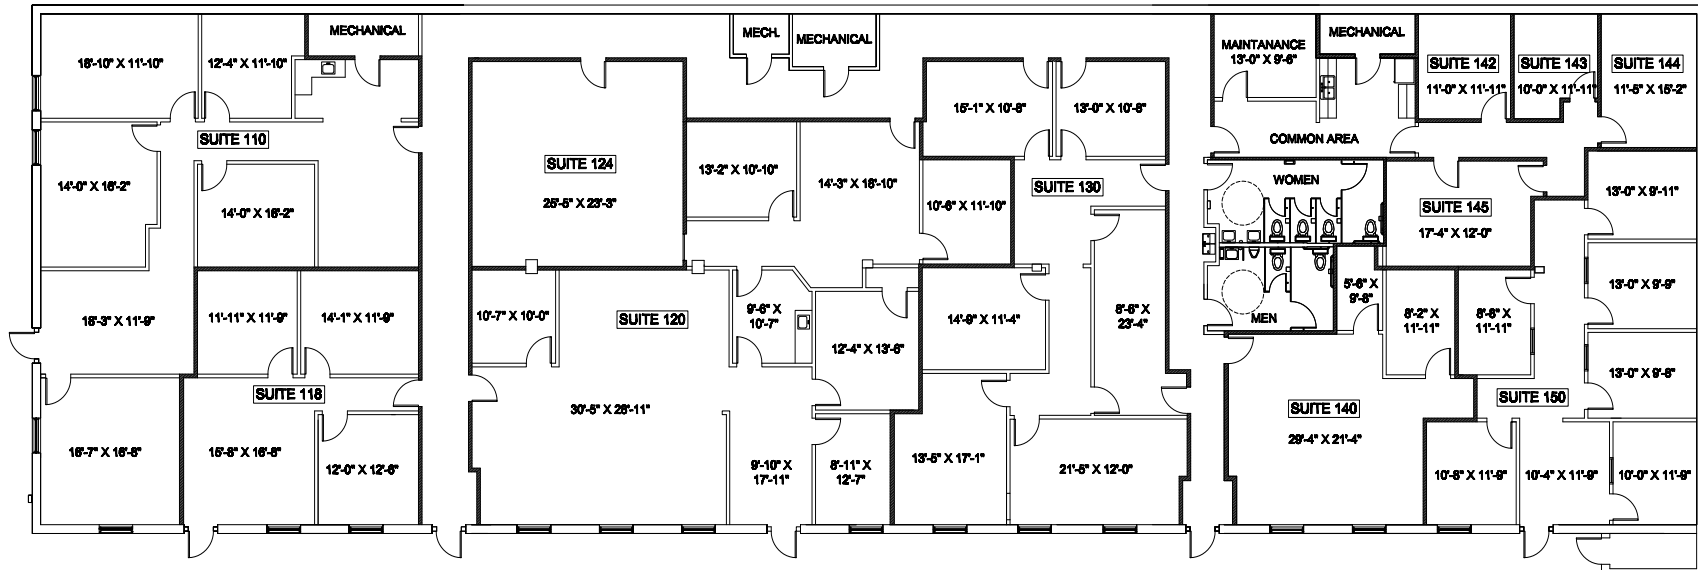 MECHANICAL
MECH.
MECHANICAL
MAINTANANCE
13'-0" X 9'-6"
MECHANICAL
18'-10" X 11'-10"
12'-4" X 11'-10"
SUITE 142
11'-0" X 11'-11"
SUITE 143
10'-0" X 11'-11"
SUITE 144
11'-5" X 15'-2"
15'-1" X 10'-8"
13'-0" X 10'-8"
SUITE 110
COMMON AREA
SUITE 124
25'-5" X 23'-3"
13'-2" X 10'-10"
14'-3" X 16'-10"
14'-0" X 16'-2"
14'-0" X 16'-2"
SUITE 130
10'-6" X 11'-10"
WOMEN
SUITE 145
17'-4" X 12'-0"
13'-0" X 9'-11"
18'-3" X 11'-9"
11'-11" X 11'-9"
14'-1" X 11'-9"
10'-7" X 10'-0"
SUITE 120
9'-6" X
10'-7"
14'-9" X 11'-4"
8'-6" X
23'-4"
MEN
5'-6" X
9'-8"
8'-2" X
11'-11"
8'-8" X
11'-11"
13'-0" X 9'-9"
12'-4" X 13'-6"
SUITE 118
30'-5" X 28'-11"
SUITE 140
29'-4" X 21'-4"
SUITE 150
13'-0" X 9'-8"
16'-7" X 16'-8"
15'-8" X 16'-8"
12'-0" X 12'-6"
9'-10" X
17'-11"
8'-11" X
12'-7"
13'-5" X 17'-1"
21'-5" X 12'-0"
10'-8" X 11'-9"
10'-4" X 11'-9"
10'-0" X 11'-9"